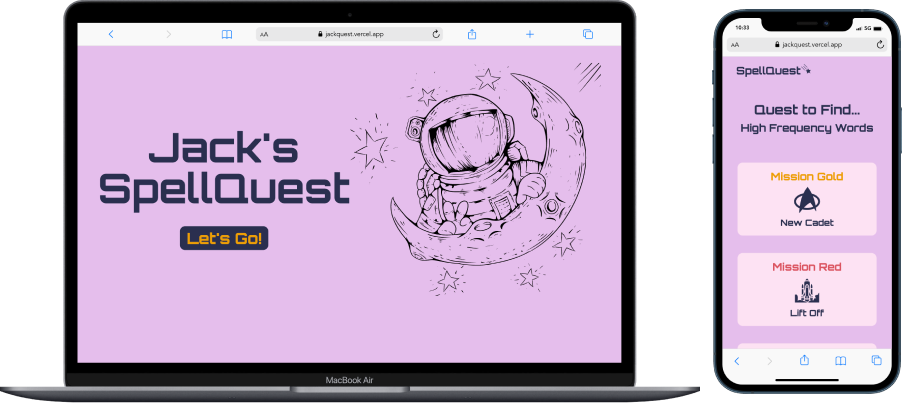 AA
jackquest.vercel.app
Jack's
SpellQuest
Let's Go!
MacBook Air
10:33
5G
AA
jackquest.vercel.app
SpellQuest
Quest to Find...
High Frequency Words
Mission Gold
New Cadet
Mission Red
Lift Off